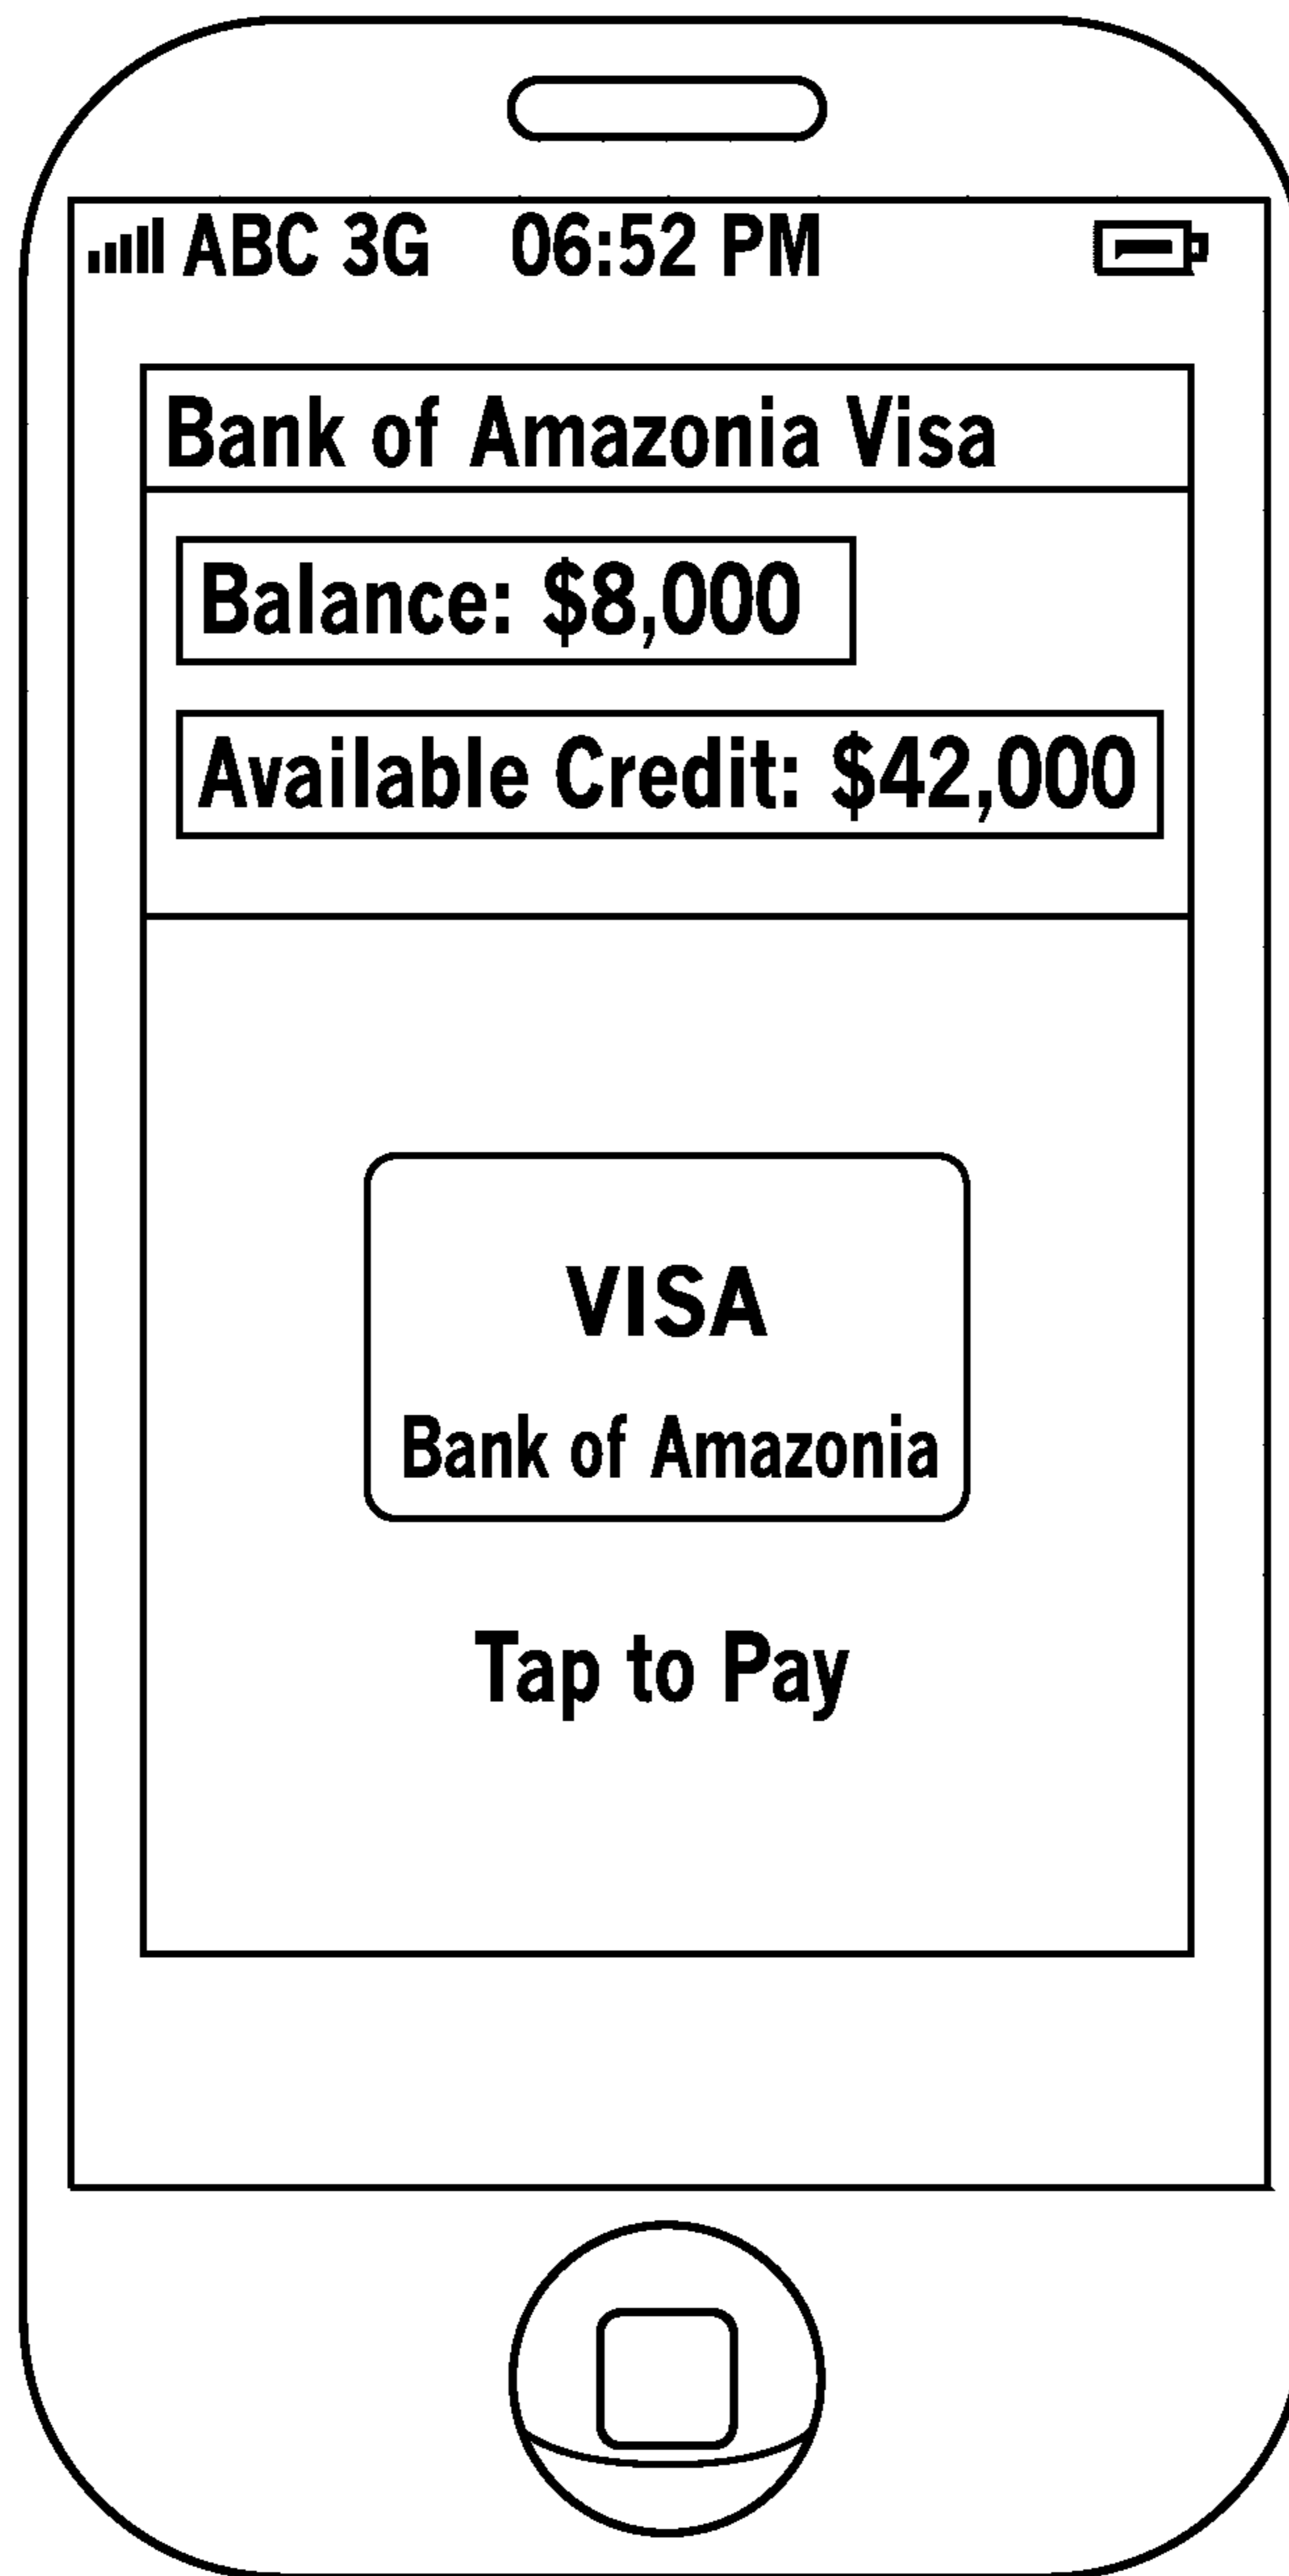 ABC 3G 06:52 PM
Bank of Amazonia Visa
Balance: $8,000
Available Credit: $42,000
VISA
Bank of Amazonia
Tap to Pay